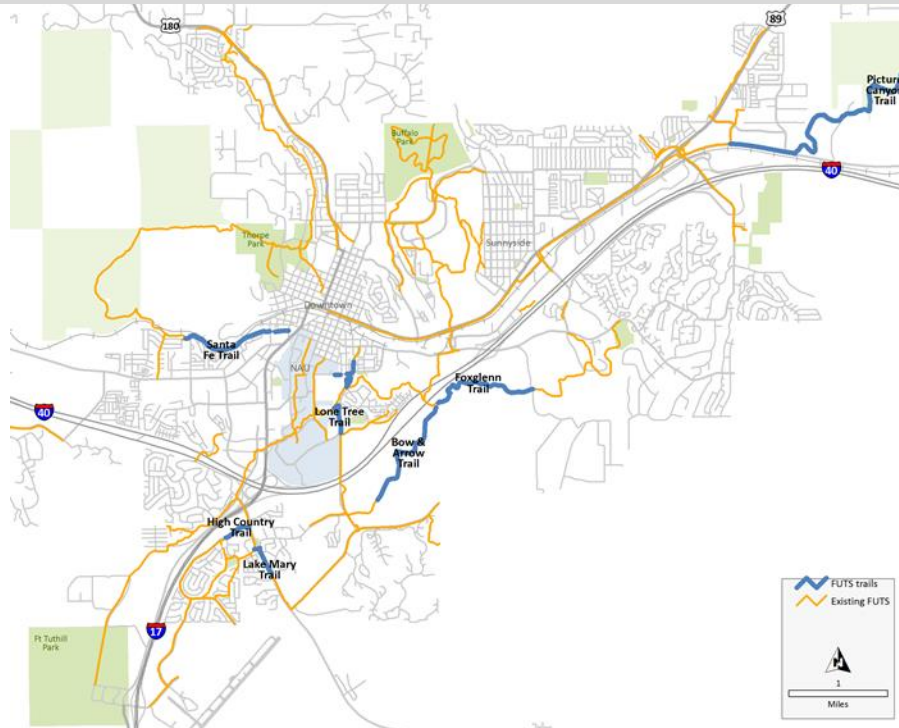 180
89
Picture
Canyon
Trail
40
Buffalo
Park
Sunnyside
Thorpe
Park
Downtown
Santa
Fe Trail
NAU
Foxglenn
Trail
40
Lone Tree
Trail
Bow &
Arrow
Trail
High Country
Trail
Lake Mary
Trail
17
Ft Tuthill
Park
FUTS trails
Existing FUTS
1
Miles